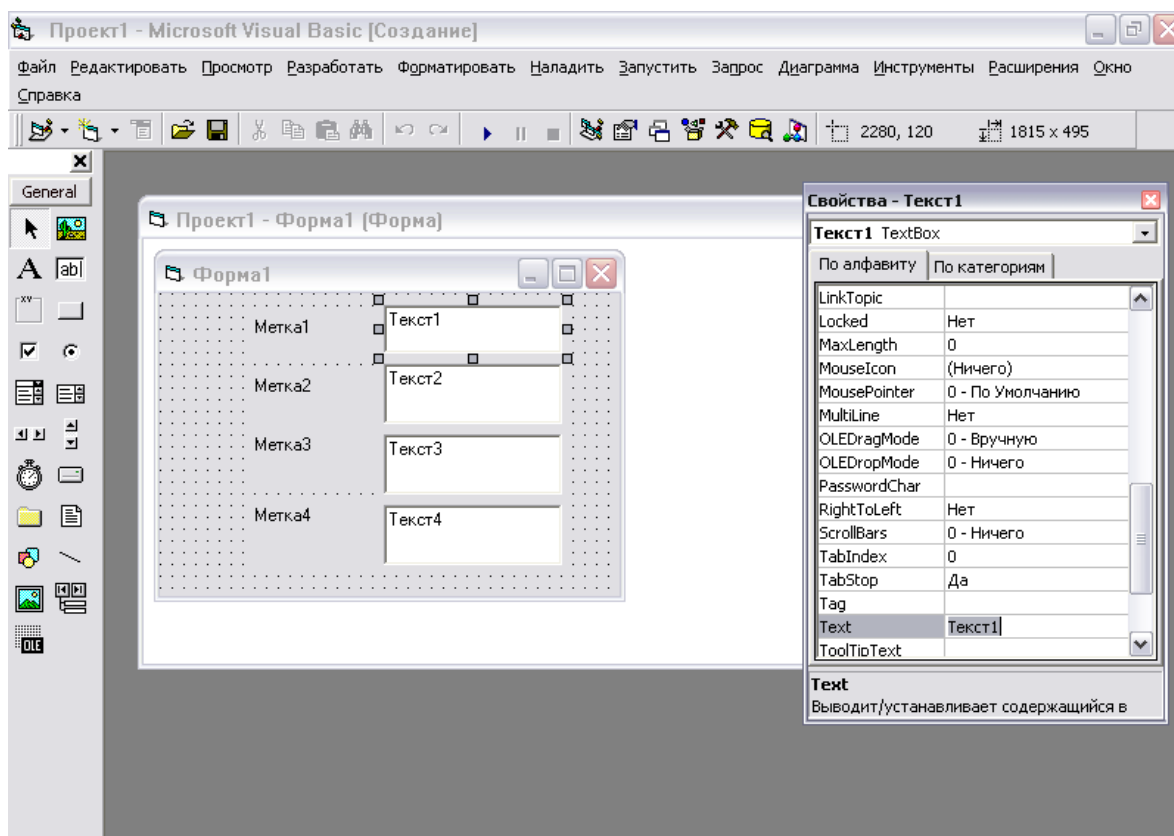 Проект1 - Microsoft Visual Basic [Создание]
Файл Редактировать Просмотр Разработать Форматировать Наладить Запустить Запрос Диаграмма Инструменты Расширения Окно
Справка
2280, 120 1815 x 495
General
A ab|
XY
OLE
Проект1 - Форма1 (Форма)
Форма1
Метка1 Текст1
Метка2 Текст2
Метка3 Текст3
Метка4 Текст4
Свойства - Текст1
Текст1 TextBox
По алфавиту По категориям
LinkTopic
Locked Нет
MaxLength 0
MouseIcon (Ничего)
MousePointer 0 - По Умолчанию
MultiLine Нет
OLEDragMode 0 - Вручную
OLEDropMode 0 - Ничего
PasswordChar
RightToLeft Нет
ScrollBars 0 - Ничего
TabIndex 0
TabStop Да
Tag
Text Текст1
ToolTipText
Text
Выводит/устанавливает содержащийся в